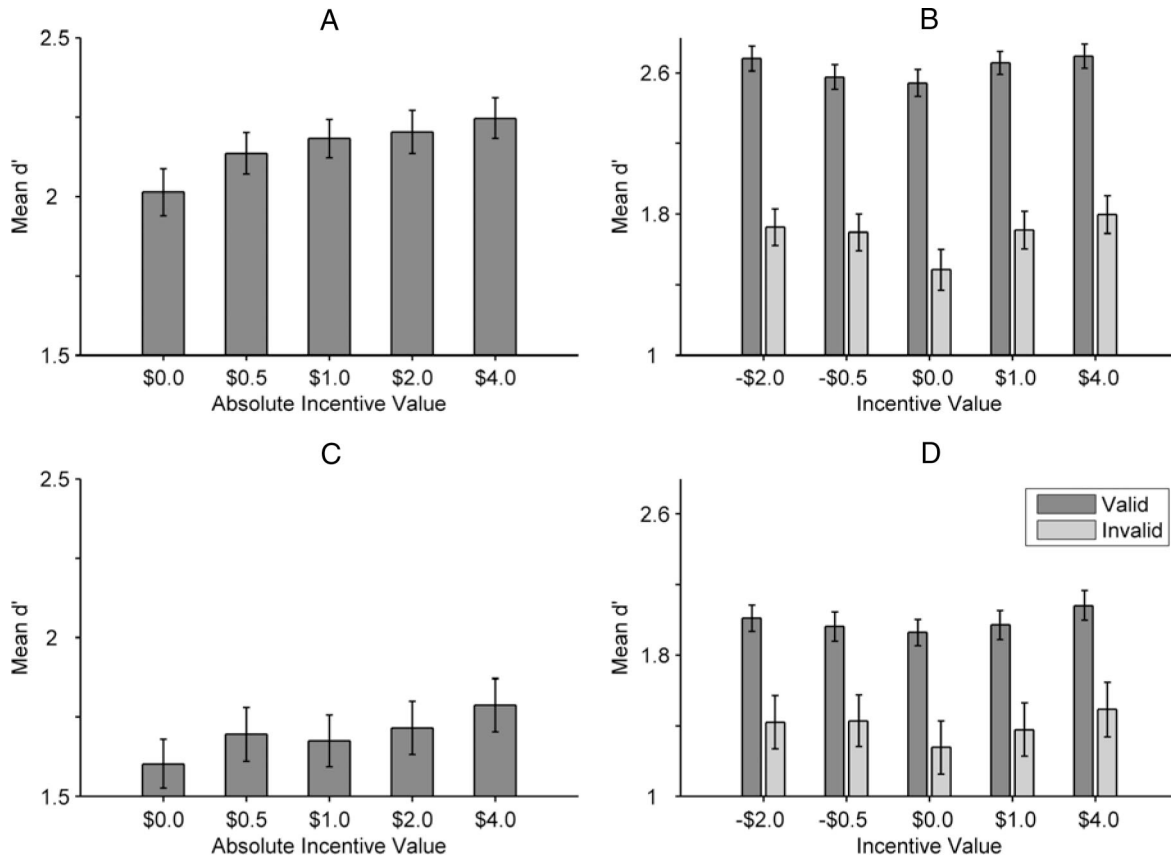 A
2.5
2
1.5
Mean d'
$0.0 $0.5 $1.0 $2.0 $4.0
Absolute Incentive Value
B
2.6
1.8
1
Mean d'
-$2.0 -$0.5 $0.0 $1.0 $4.0
Incentive Value
C
2.5
2
1.5
Mean d'
$0.0 $0.5 $1.0 $2.0 $4.0
Absolute Incentive Value
D
Valid
Invalid
2.6
1.8
1
Mean d'
-$2.0 -$0.5 $0.0 $1.0 $4.0
Incentive Value